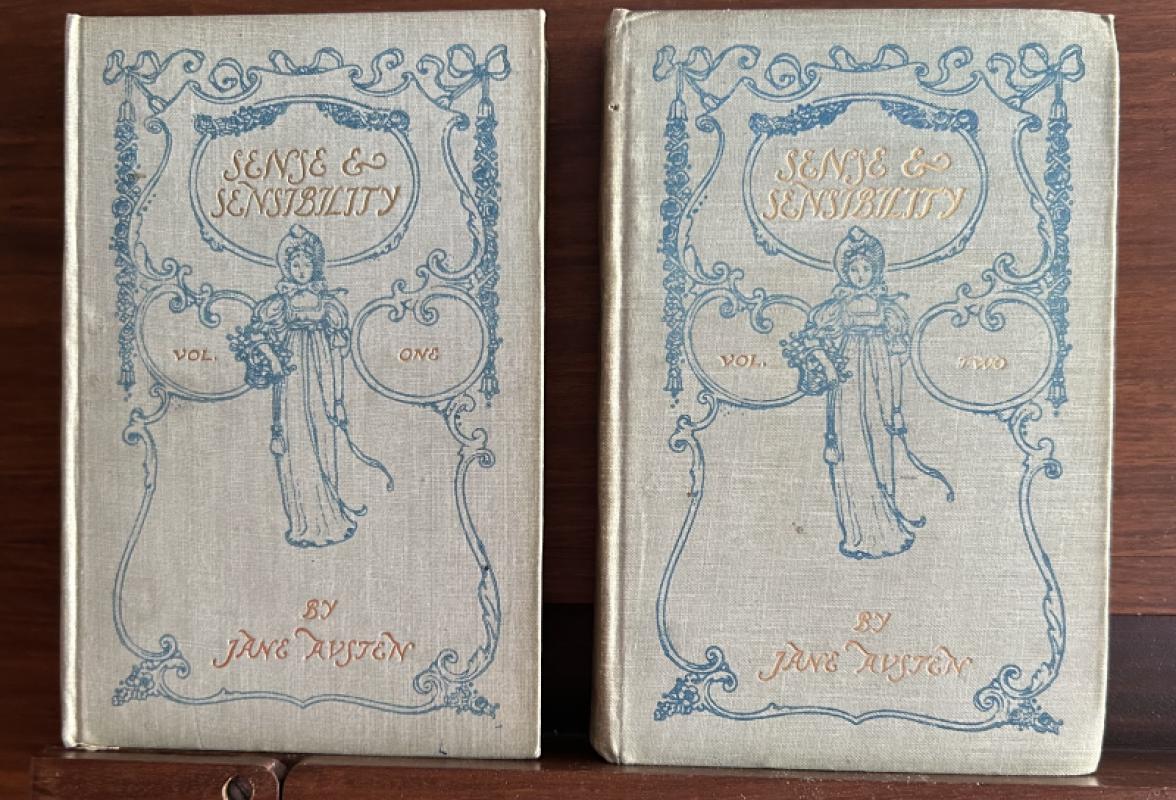 SENSE &
SENSIBILITY
VOL. ONE
BY
JANE AUSTEN
SENSE &
SENSIBILITY
VOL. TWO
BY
JANE AUSTEN